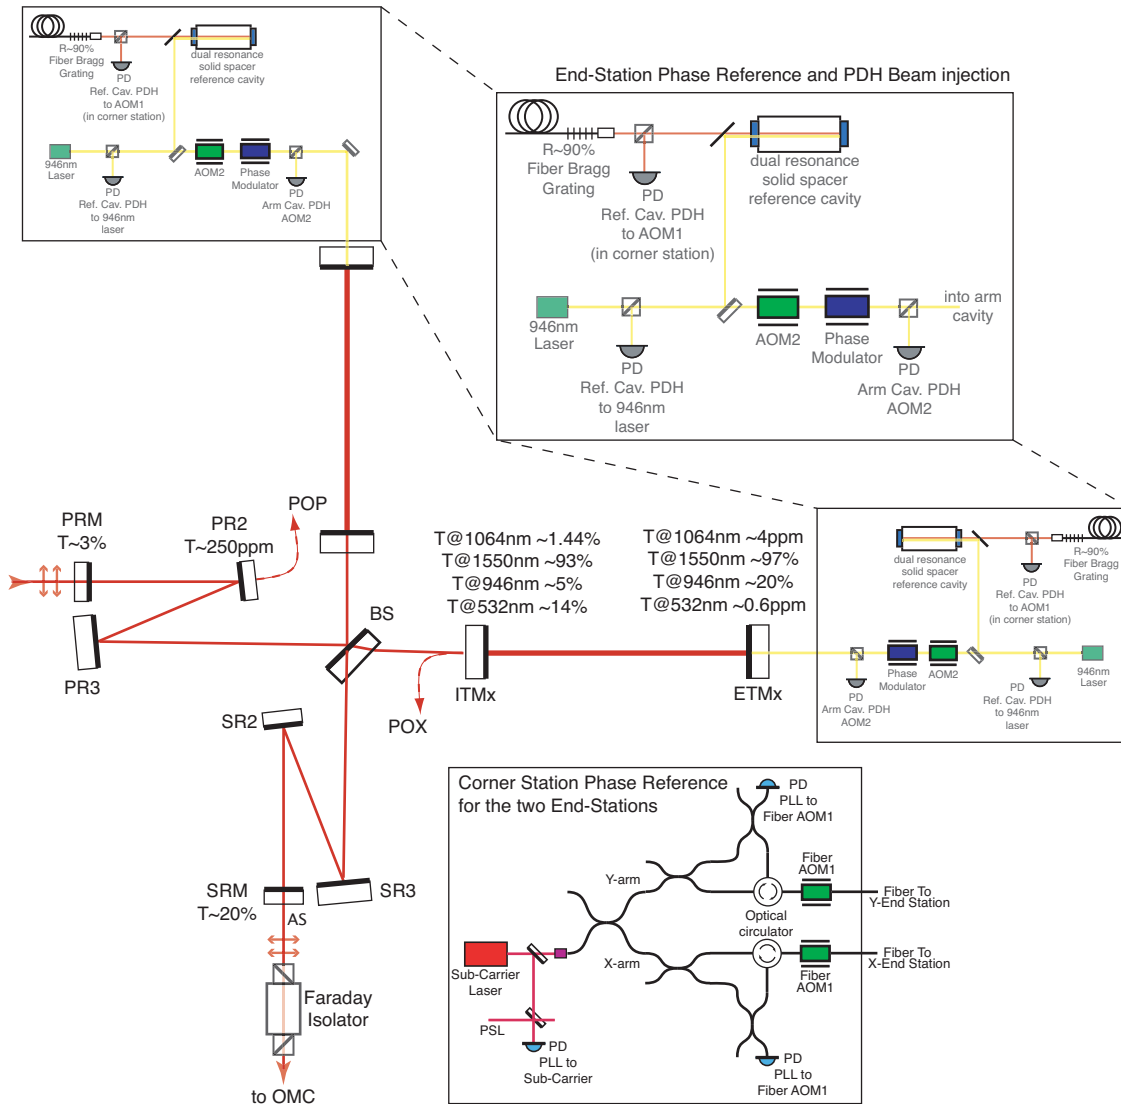 R~90%
Fiber Bragg
Grating
PD
Ref. Cav. PDH
to AOM1
(in corner station)
dual resonance
solid spacer
reference cavity
946nm
Laser
PD
Ref. Cav. PDH
to 946nm
laser
AOM2
Phase
Modulator
PD
Arm Cav. PDH
AOM2
End-Station Phase Reference and PDH Beam injection
R~90%
Fiber Bragg
Grating
PD
Ref. Cav. PDH
to AOM1
(in corner station)
dual resonance
solid spacer
reference cavity
946nm
Laser
PD
Ref. Cav. PDH
to 946nm
laser
AOM2
Phase
Modulator
PD
Arm Cav. PDH
AOM2
into arm
cavity
PRM
T~3%
PR2
T~250ppm
POP
PR3
BS
T@1064nm ~1.44%
T@1550nm ~93%
T@946nm ~5%
T@532nm ~14%
ITMx
POX
T@1064nm ~4ppm
T@1550nm ~97%
T@946nm ~20%
T@532nm ~0.6ppm
ETMx
dual resonance
solid spacer
reference cavity
PD
Ref. Cav. PDH
to AOM1
(in corner station)
R~90%
Fiber Bragg
Grating
PD
Arm Cav. PDH
AOM2
Phase
Modulator
AOM2
PD
Ref. Cav. PDH
to 946nm
laser
946nm
Laser
SR2
SR3
SRM
T~20%
AS
Faraday
Isolator
to OMC
Corner Station Phase Reference
for the two End-Stations
PD
PLL to
Fiber AOM1
Y-arm
Fiber
AOM1
Fiber To
Y-End Station
Optical
circulator
X-arm
Fiber To
X-End Station
Fiber
AOM1
Sub-Carrier
Laser
PSL
PD
PLL to
Sub-Carrier
PD
PLL to
Fiber AOM1